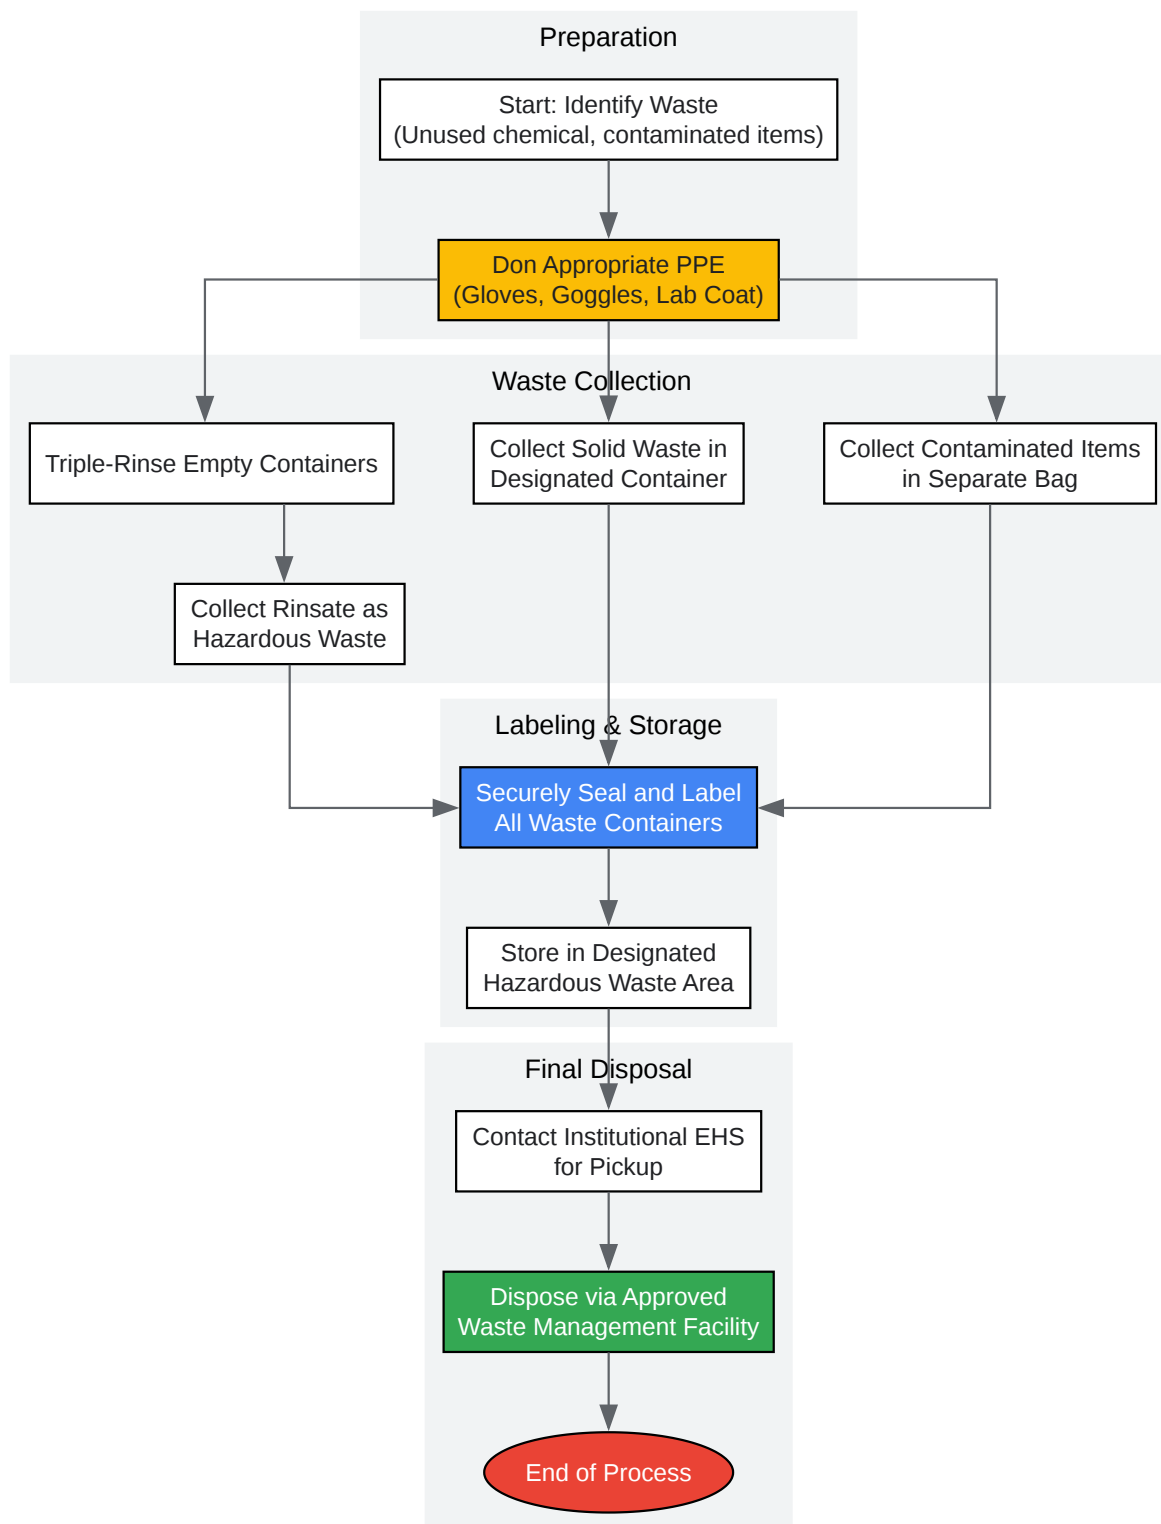 Preparation
Start: Identify Waste
(Unused chemical, contaminated items)
Don Appropriate PPE
(Gloves, Goggles, Lab Coat)
Waste Collection
Triple-Rinse Empty Containers
Collect Solid Waste in
Designated Container
Collect Contaminated Items
in Separate Bag
Collect Rinsate as
Hazardous Waste
Labeling & Storage
Securely Seal and Label
All Waste Containers
Store in Designated
Hazardous Waste Area
Final Disposal
Contact Institutional EHS
for Pickup
Dispose via Approved
Waste Management Facility
End of Process